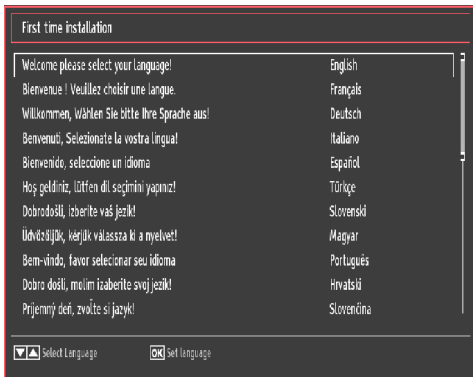 First time installation
Welcome please select your language! English
Bienvenue ! Veuillez choisir une langue. Français
Willkommen, Wählen Sie bitte Ihre Sprache aus! Deutsch
Benvenuti, Selezionate la vostra lingua! Italiano
Bienvenido, seleccione un idioma Español
Hoş geldiniz, lütfen dil seçimini yapınız! Türkçe
Dobrodošli, izberite vaš jezik! Slovenski
Üdvözöljük, kérjük válassza ki a nyelvet! Magyar
Bem-vindo, favor selecionar seu idioma Português
Dobro došli, molim izaberite svoj jezik! Hrvatski
Príjemný deň, zvoľte si jazyk! Slovenčina
Select Language OK Set language